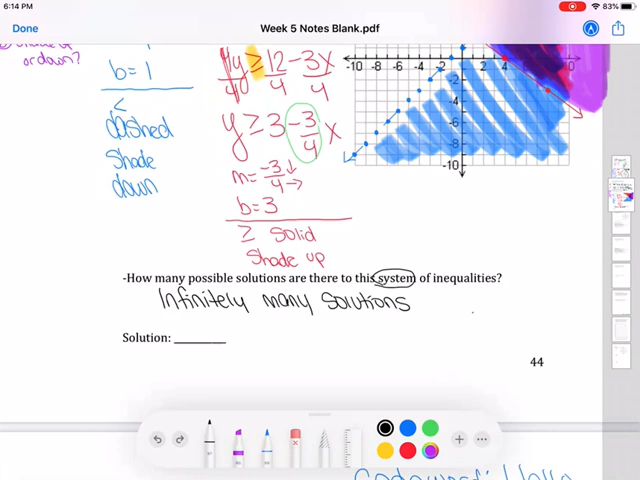 6:14 PM
83%
Done
Week 5 Notes Blank.pdf
or down?
b=1
<
dashed
Shade
down
4y ≥ 12 - 3x
4 4 4
y ≥ 3 - 3/4 x
m = -3/4 ↓→
b=3
≥ Solid
Shade up
-10 -8 -6 -4 -2
4
10
-2
-4
-6
-8
-10
-How many possible solutions are there to this system of inequalities?
Infinitely many solutions
Solution: ________
44